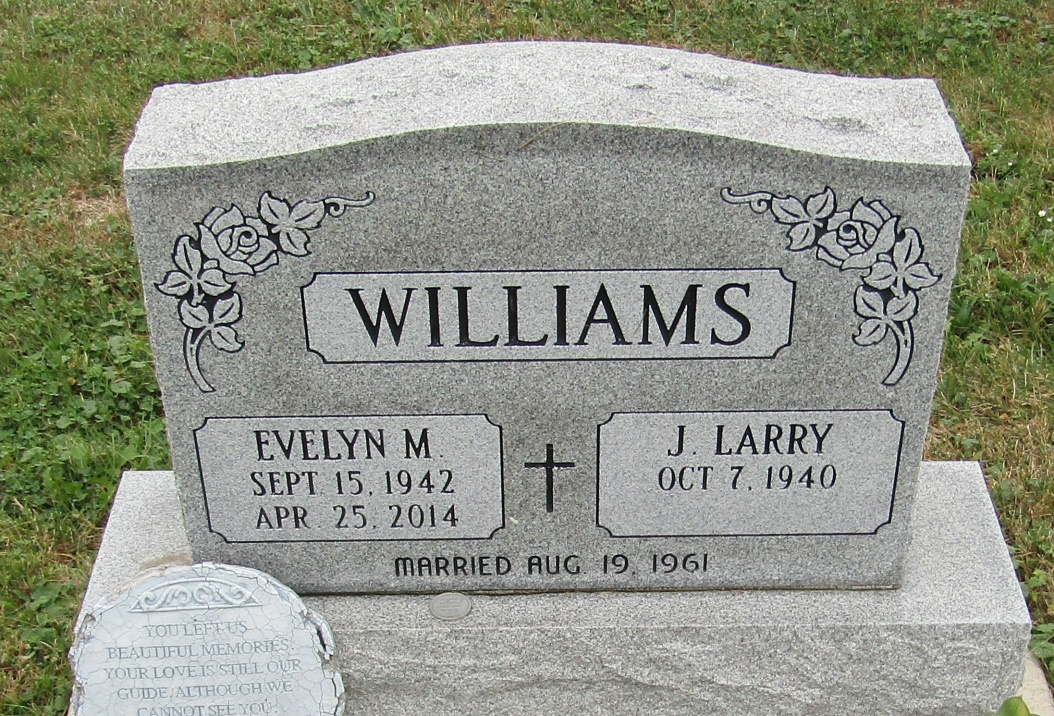 WILLIAMS
EVELYN M.
SEPT. 15, 1942
APR. 25, 2014
J. LARRY
OCT. 7, 1940
MARRIED AUG. 19, 1961
YOU LEFT US
BEAUTIFUL MEMORIES.
YOUR LOVE IS STILL OUR
GUIDE, ALTHOUGH WE
CANNOT SEE YOU,